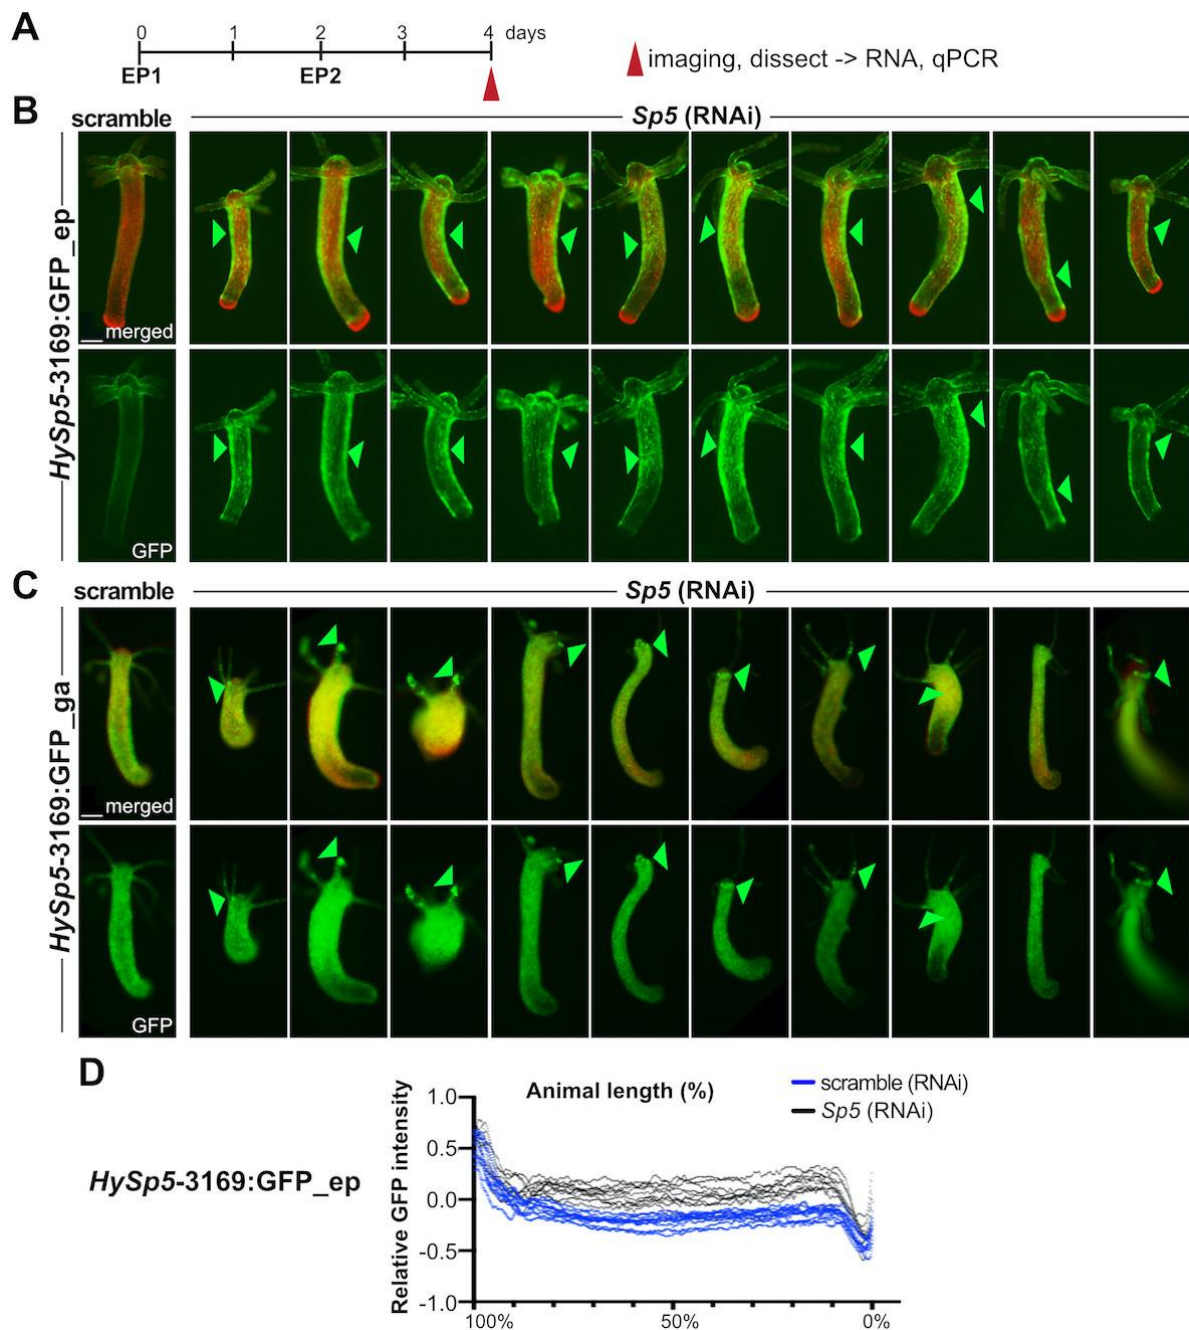 A
0 1 2 3 4 days
EP1 EP2
imaging, dissect -> RNA, qPCR
B
scramble
Sp5 (RNAi)
HySp5-3169:GFP_ep
merged
GFP
C
scramble
Sp5 (RNAi)
HySp5-3169:GFP_ga
merged
GFP
D
HySp5-3169:GFP_ep
Animal length (%)
scramble (RNAi)
Sp5 (RNAi)
Relative GFP intensity
1.0
0.5
0.0
-0.5
-1.0
100% 50% 0%